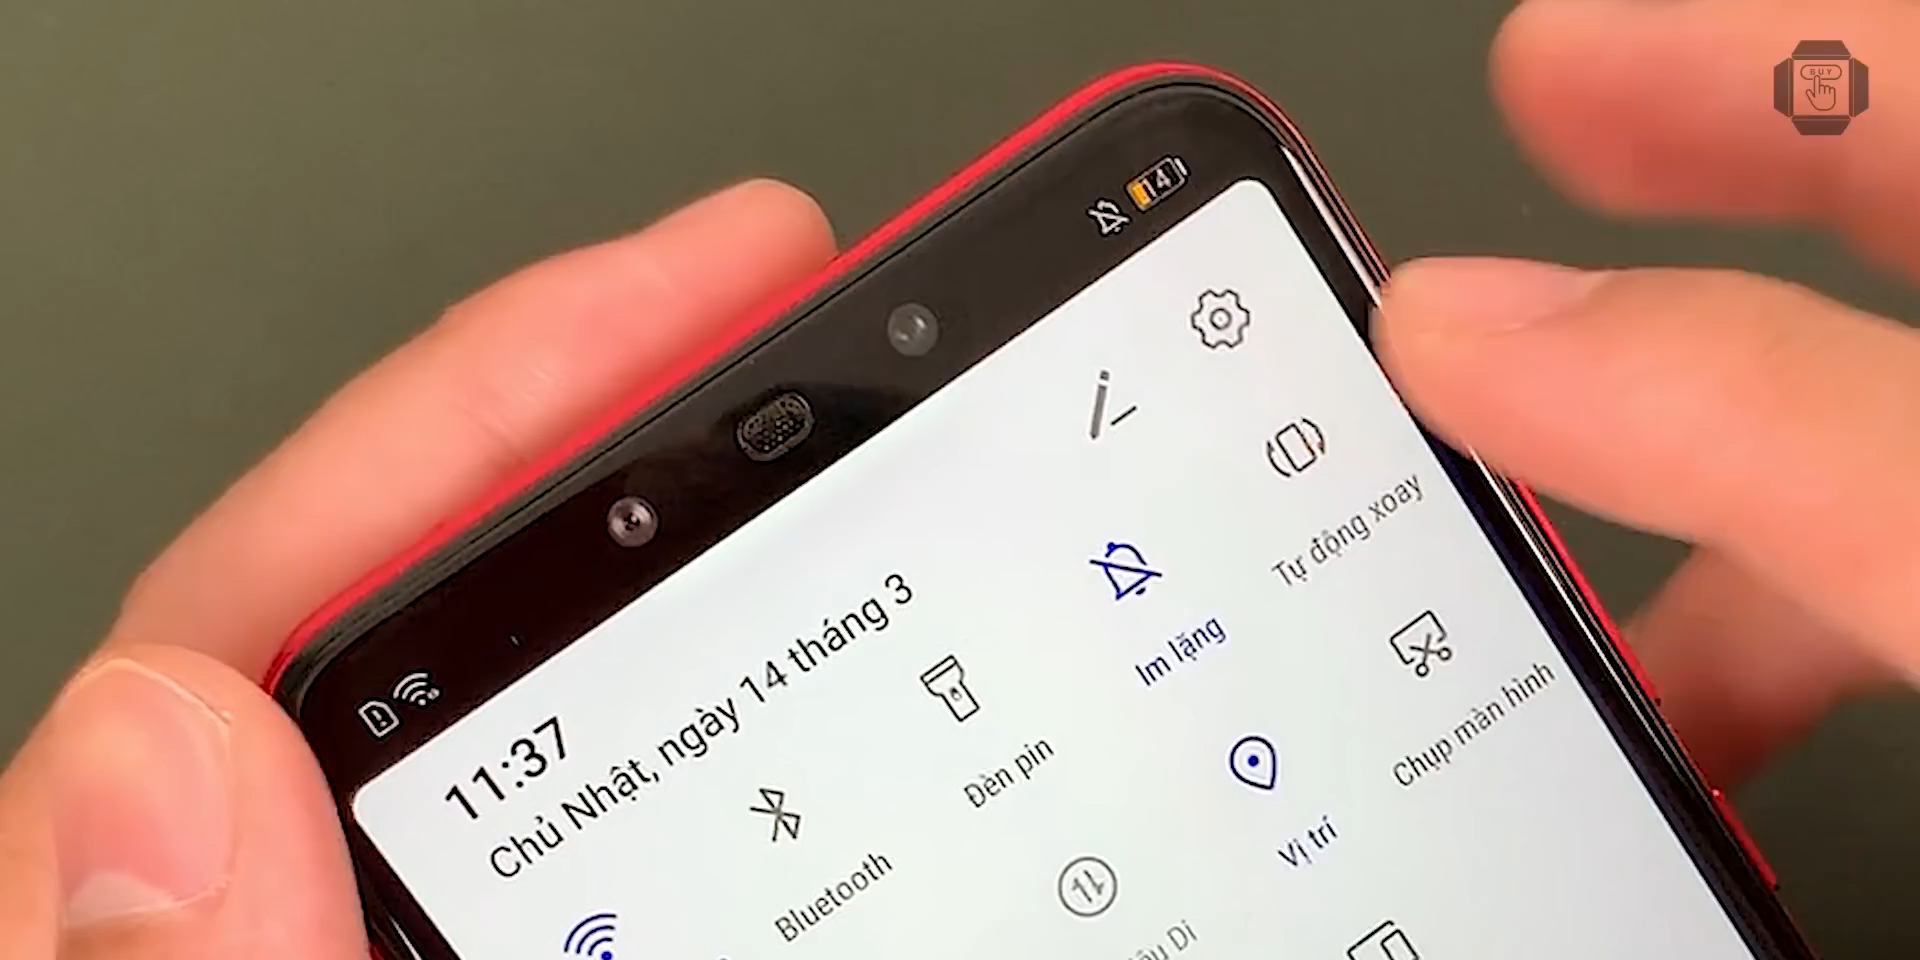 BUY
14
11:37
Chủ Nhật, ngày 14 tháng 3
Tự động xoay
Im lặng
Chụp màn hình
Đèn pin
Vị trí
Bluetooth